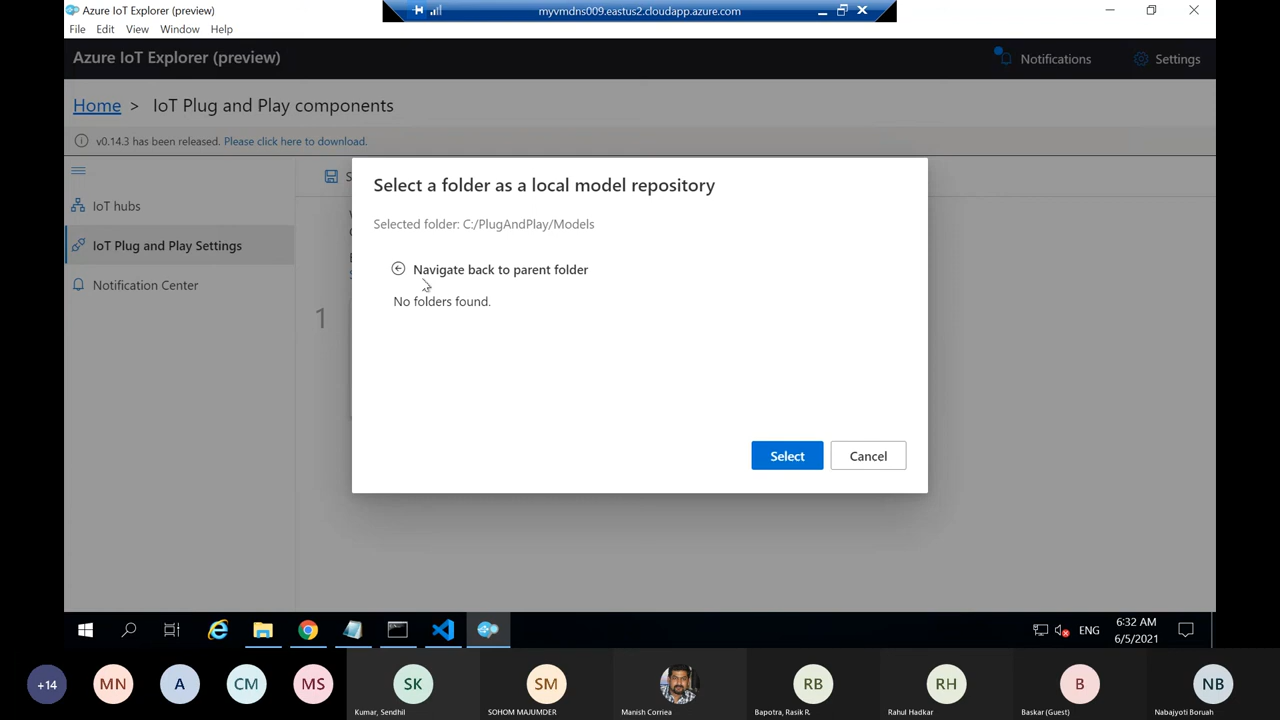 Azure IoT Explorer (preview)
myvmdns009.eastus2.cloudapp.azure.com
File Edit View Window Help
Azure IoT Explorer (preview)
Notifications
Settings
Home > IoT Plug and Play components
v0.14.3 has been released. Please click here to download.
IoT hubs
IoT Plug and Play Settings
Notification Center
S
1
Select a folder as a local model repository
Selected folder: C:/PlugAndPlay/Models
Navigate back to parent folder
No folders found.
Select
Cancel
ENG
6:32 AM
6/5/2021
+14
MN
A
CM
MS
SK
Kumar, Sendhil
SM
SOHOM MAJUMDER
Manish Corriea
RB
Bapotra, Rasik R.
RH
Rahul Hadkar
B
Baskar (Guest)
NB
Nabajyoti Boruah